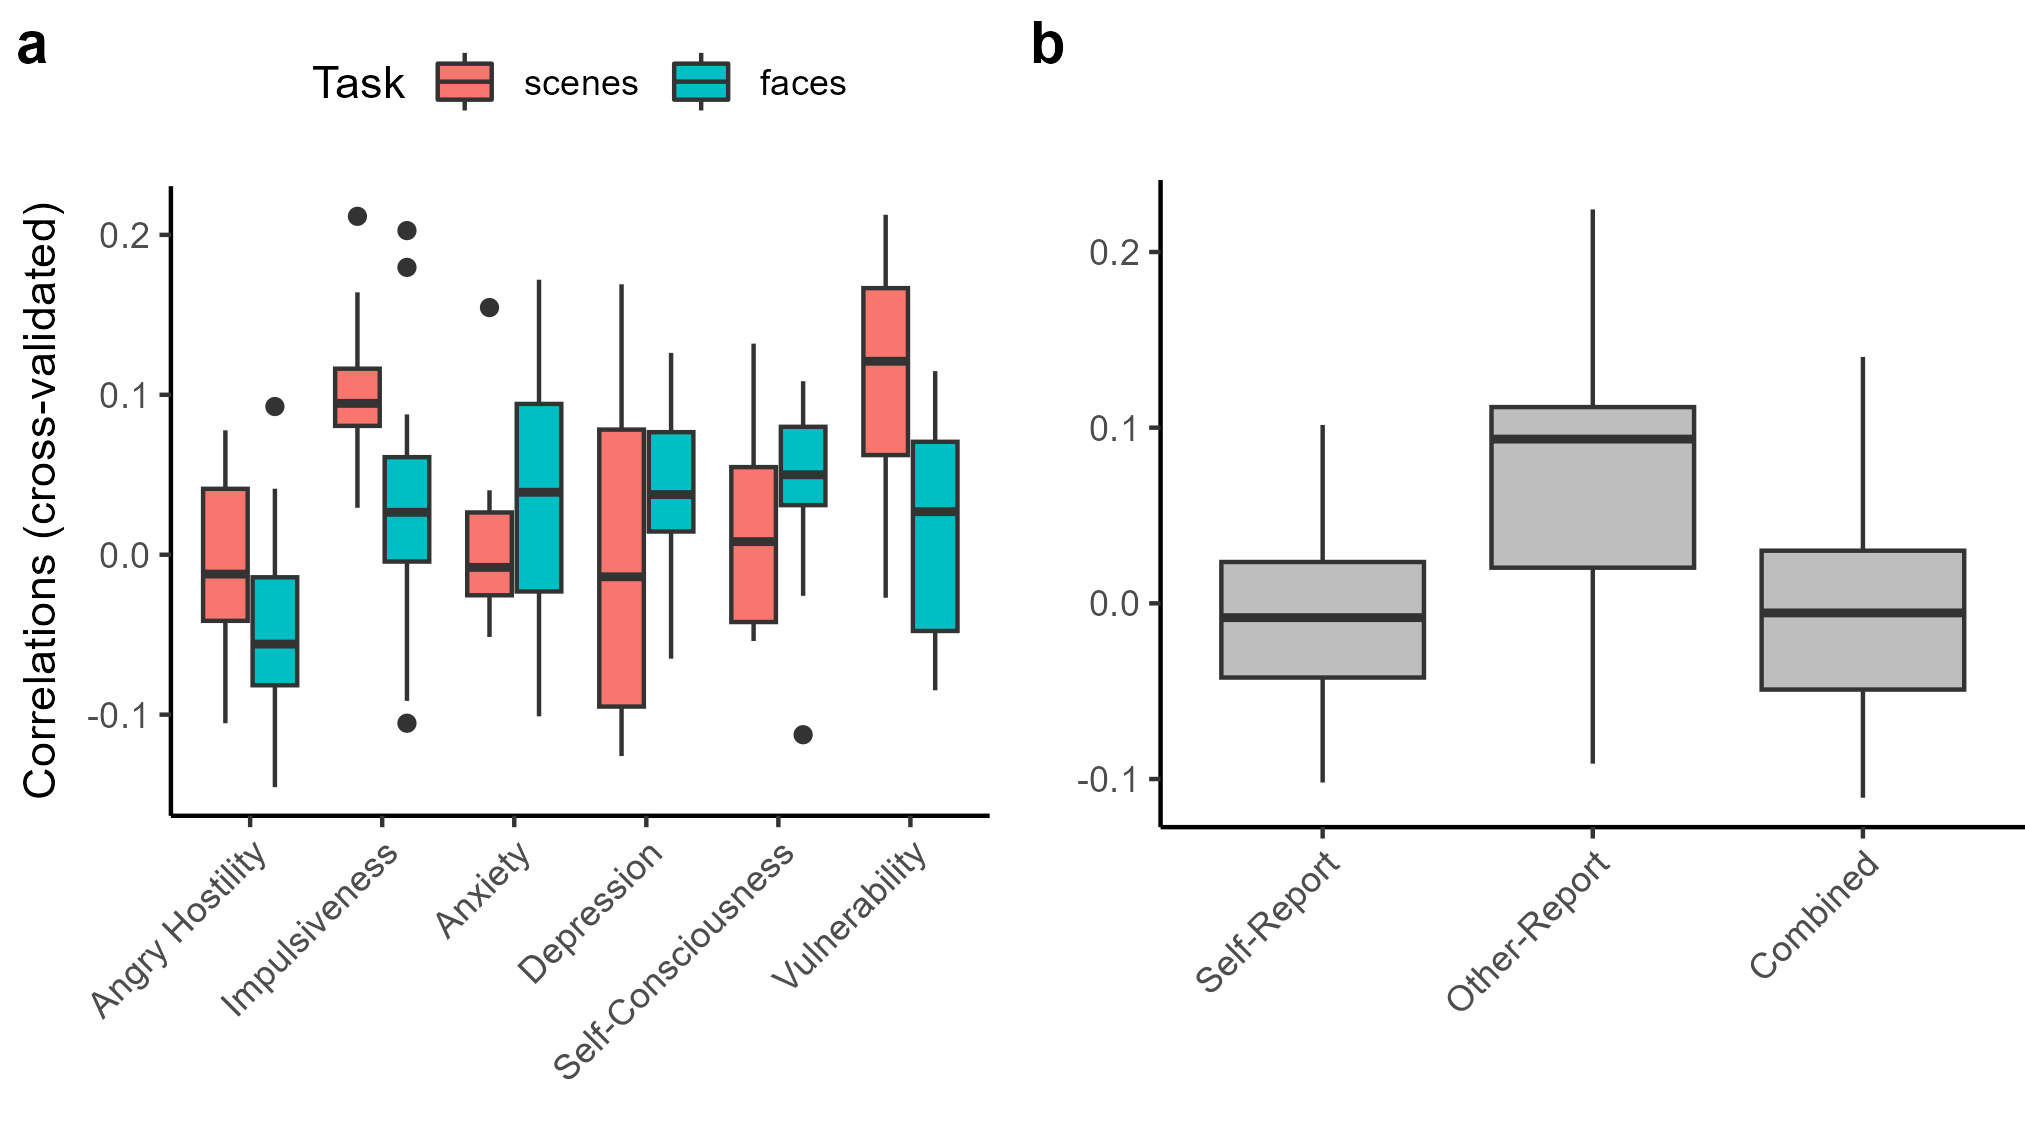 a
Task scenes faces
Correlations (cross-validated)
0.2
0.1
0.0
-0.1
Angry Hostility
Impulsiveness
Anxiety
Depression
Self-Consciousness
Vulnerability
b
0.2
0.1
0.0
-0.1
Self-Report
Other-Report
Combined